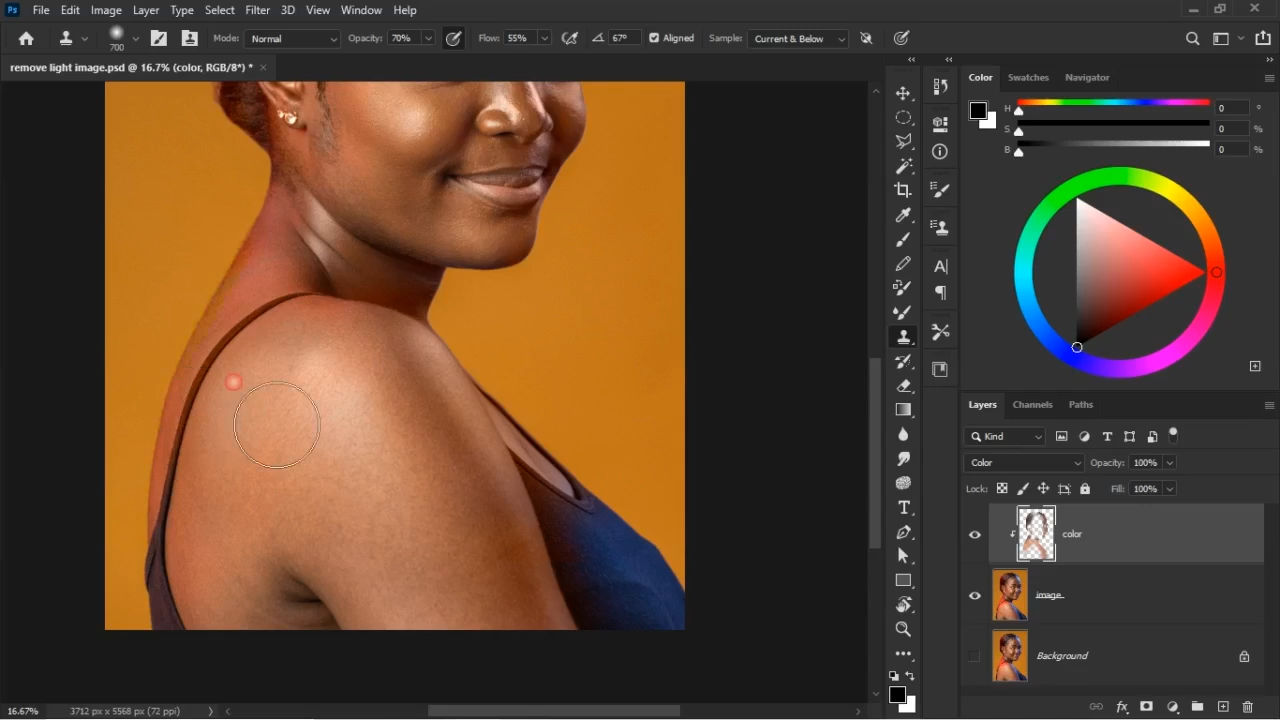 Ps File Edit Image Layer Type Select Filter 3D View Window Help
700 Mode: Normal Opacity: 70% Flow: 55% 67° Aligned Sample: Current & Below
remove light image.psd @ 16.7% (color, RGB/8*) * ×
Color Swatches Navigator
H 0 °
S 0 %
B 0 %
Layers Channels Paths
Kind
Color Opacity: 100%
Lock: Fill: 100%
color
image
Background
16.67% 3712 px x 5568 px (72 ppi)